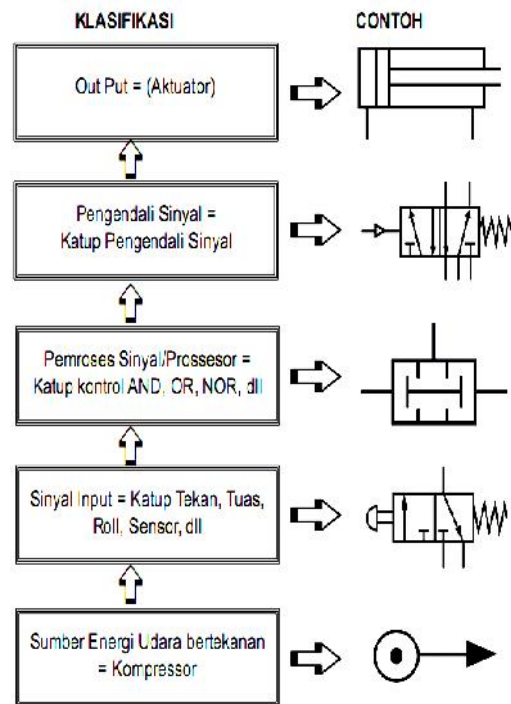 KLASIFIKASI CONTOH
Out Put = (Aktuator)
Pengendali Sinyal =
Katup Pengendali Sinyal
Pemroses Sinyal/Prossesor =
Katup kontrol AND, OR, NOR, dll
Sinyal Input = Katup Tekan, Tuas,
Roll, Sensor, dll
Sumber Energi Udara bertekanan
= Kompressor